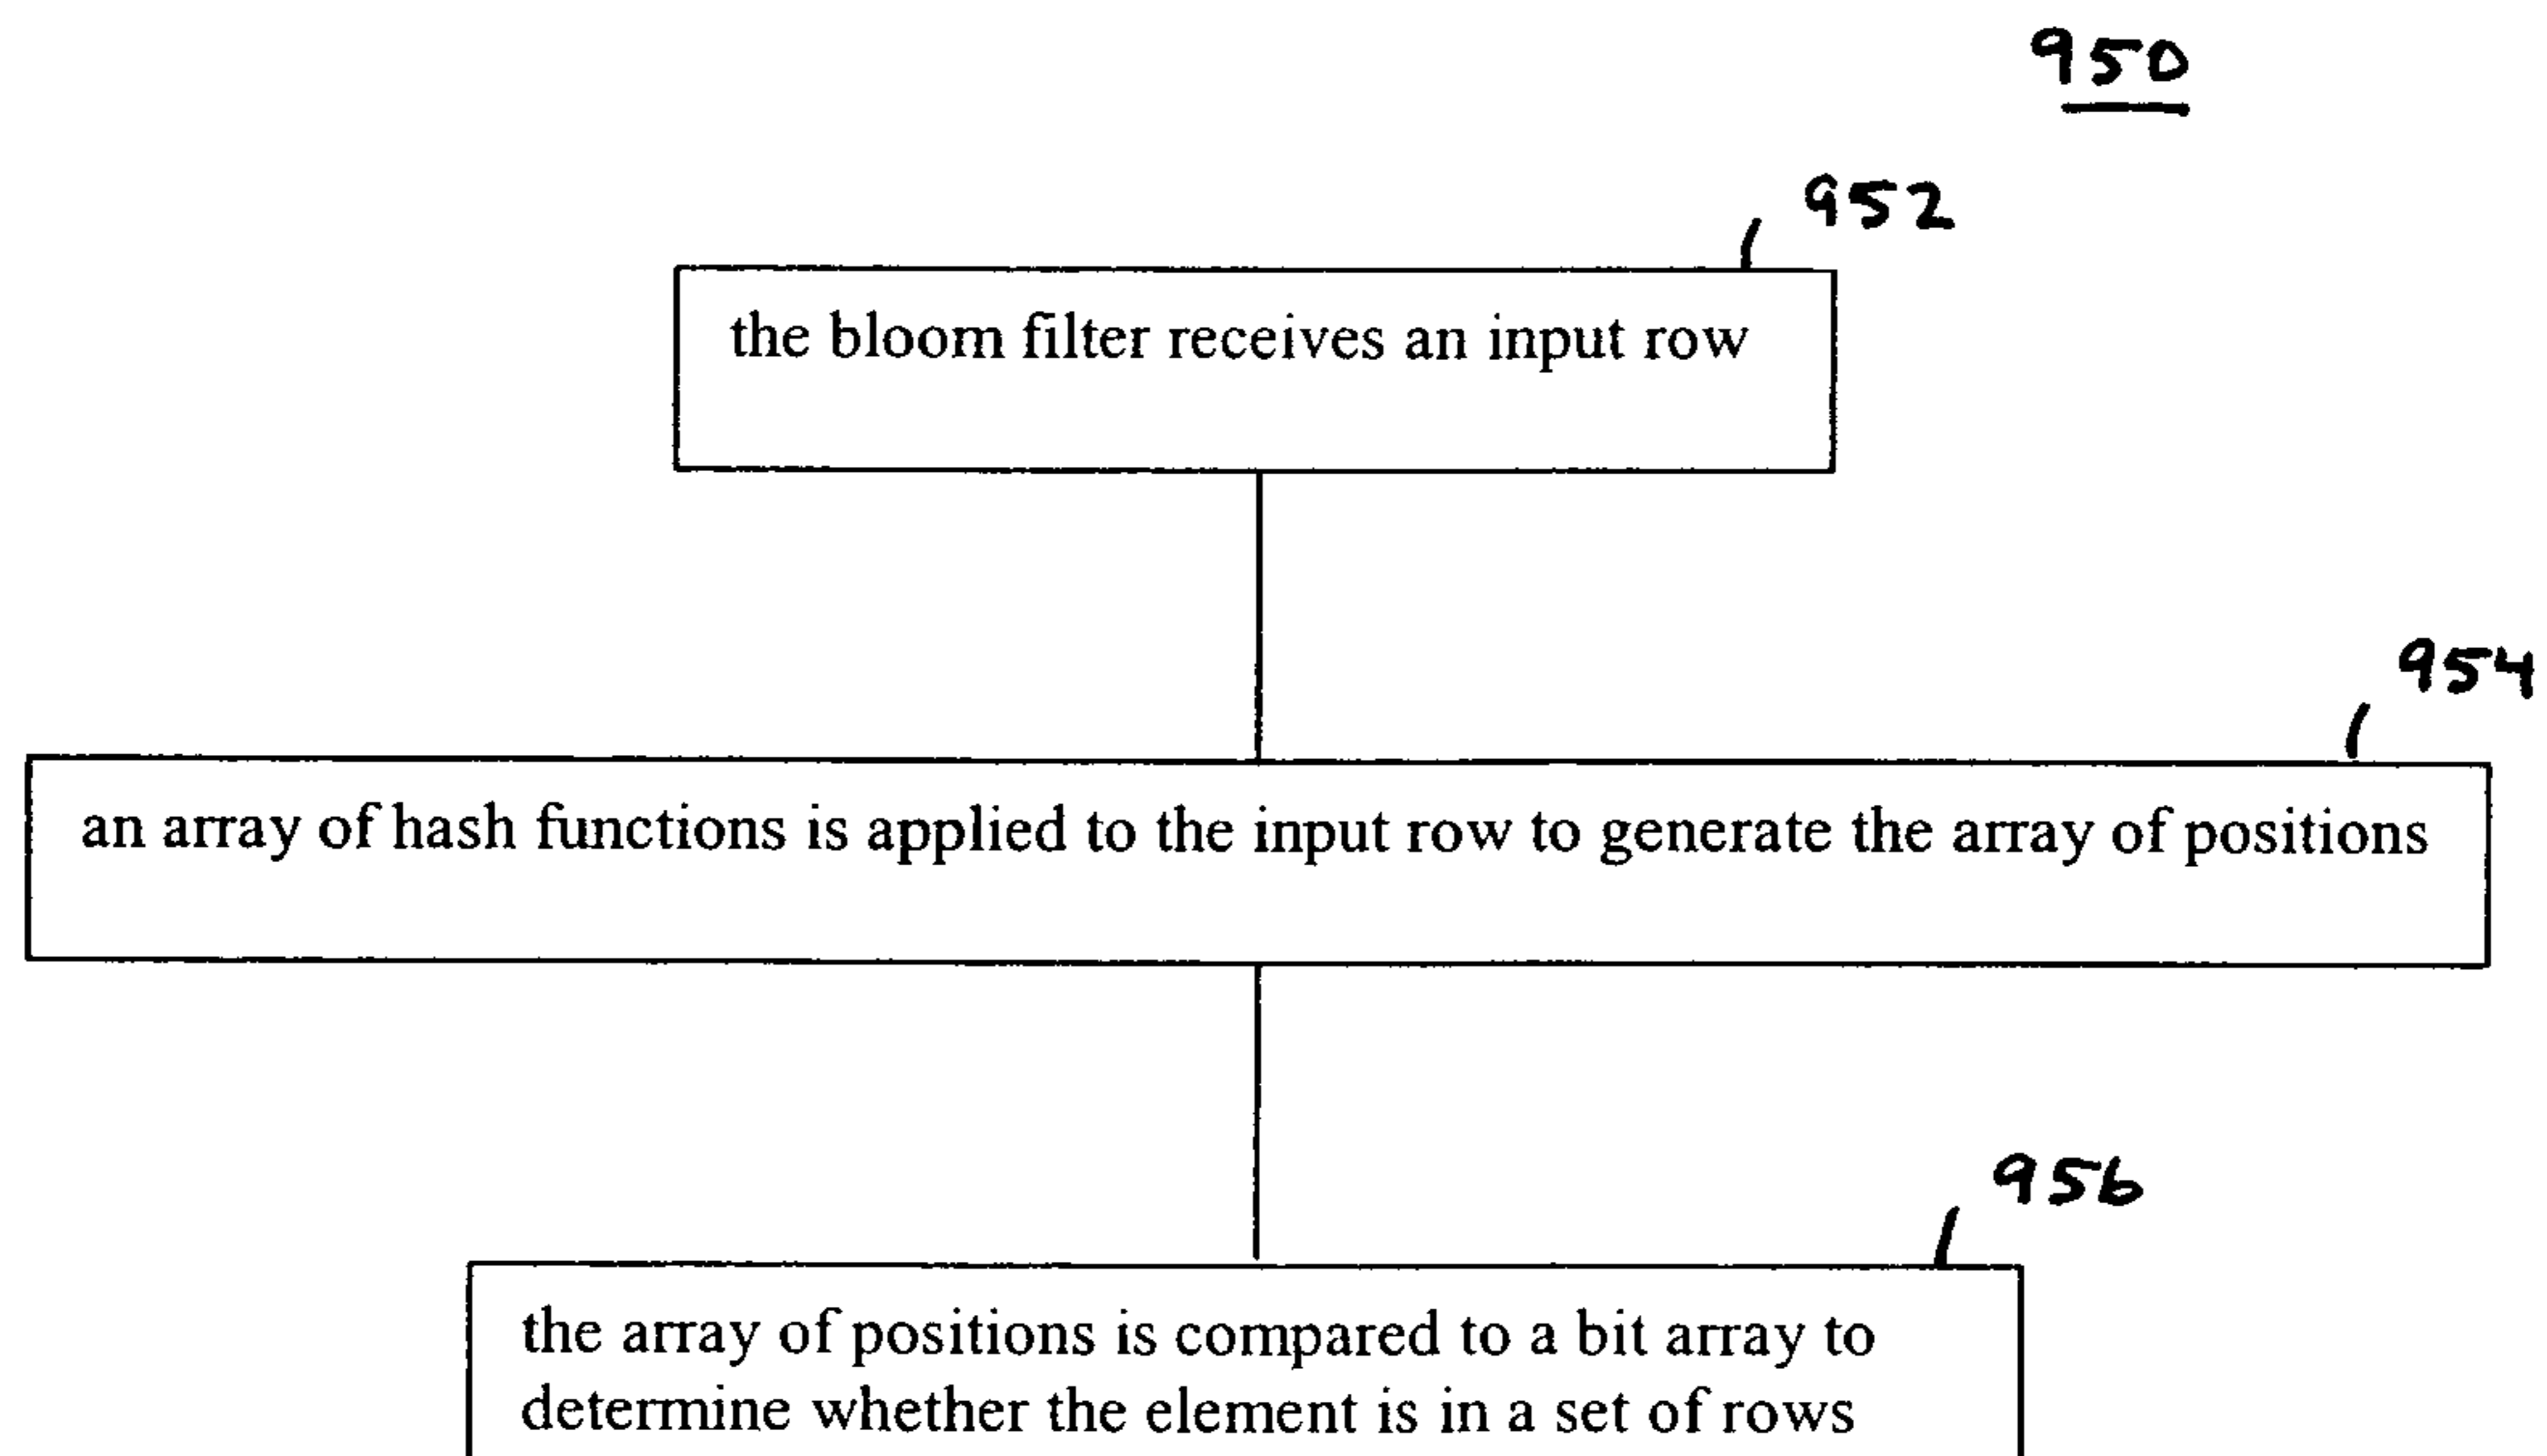 950
952
the bloom filter receives an input row
954
an array of hash functions is applied to the input row to generate the array of positions
956
the array of positions is compared to a bit array to
determine whether the element is in a set of rows